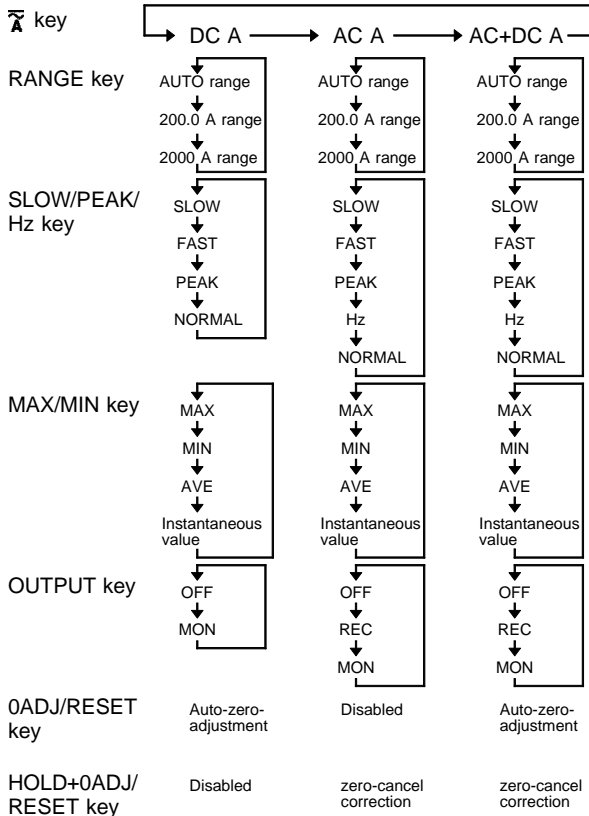 A key
DC A AC A AC+DC A
RANGE key
AUTO range AUTO range AUTO range
200.0 A range 200.0 A range 200.0 A range
2000 A range 2000 A range 2000 A range
SLOW/PEAK/
Hz key
SLOW SLOW SLOW
FAST FAST FAST
PEAK PEAK PEAK
NORMAL Hz Hz
NORMAL NORMAL
MAX/MIN key
MAX MAX MAX
MIN MIN MIN
AVE AVE AVE
Instantaneous Instantaneous Instantaneous
value value value
OUTPUT key
OFF OFF OFF
MON REC REC
MON MON
0ADJ/RESET
key
Auto-zero- Disabled Auto-zero-
adjustment adjustment
HOLD+0ADJ/
RESET key
Disabled zero-cancel zero-cancel
correction correction